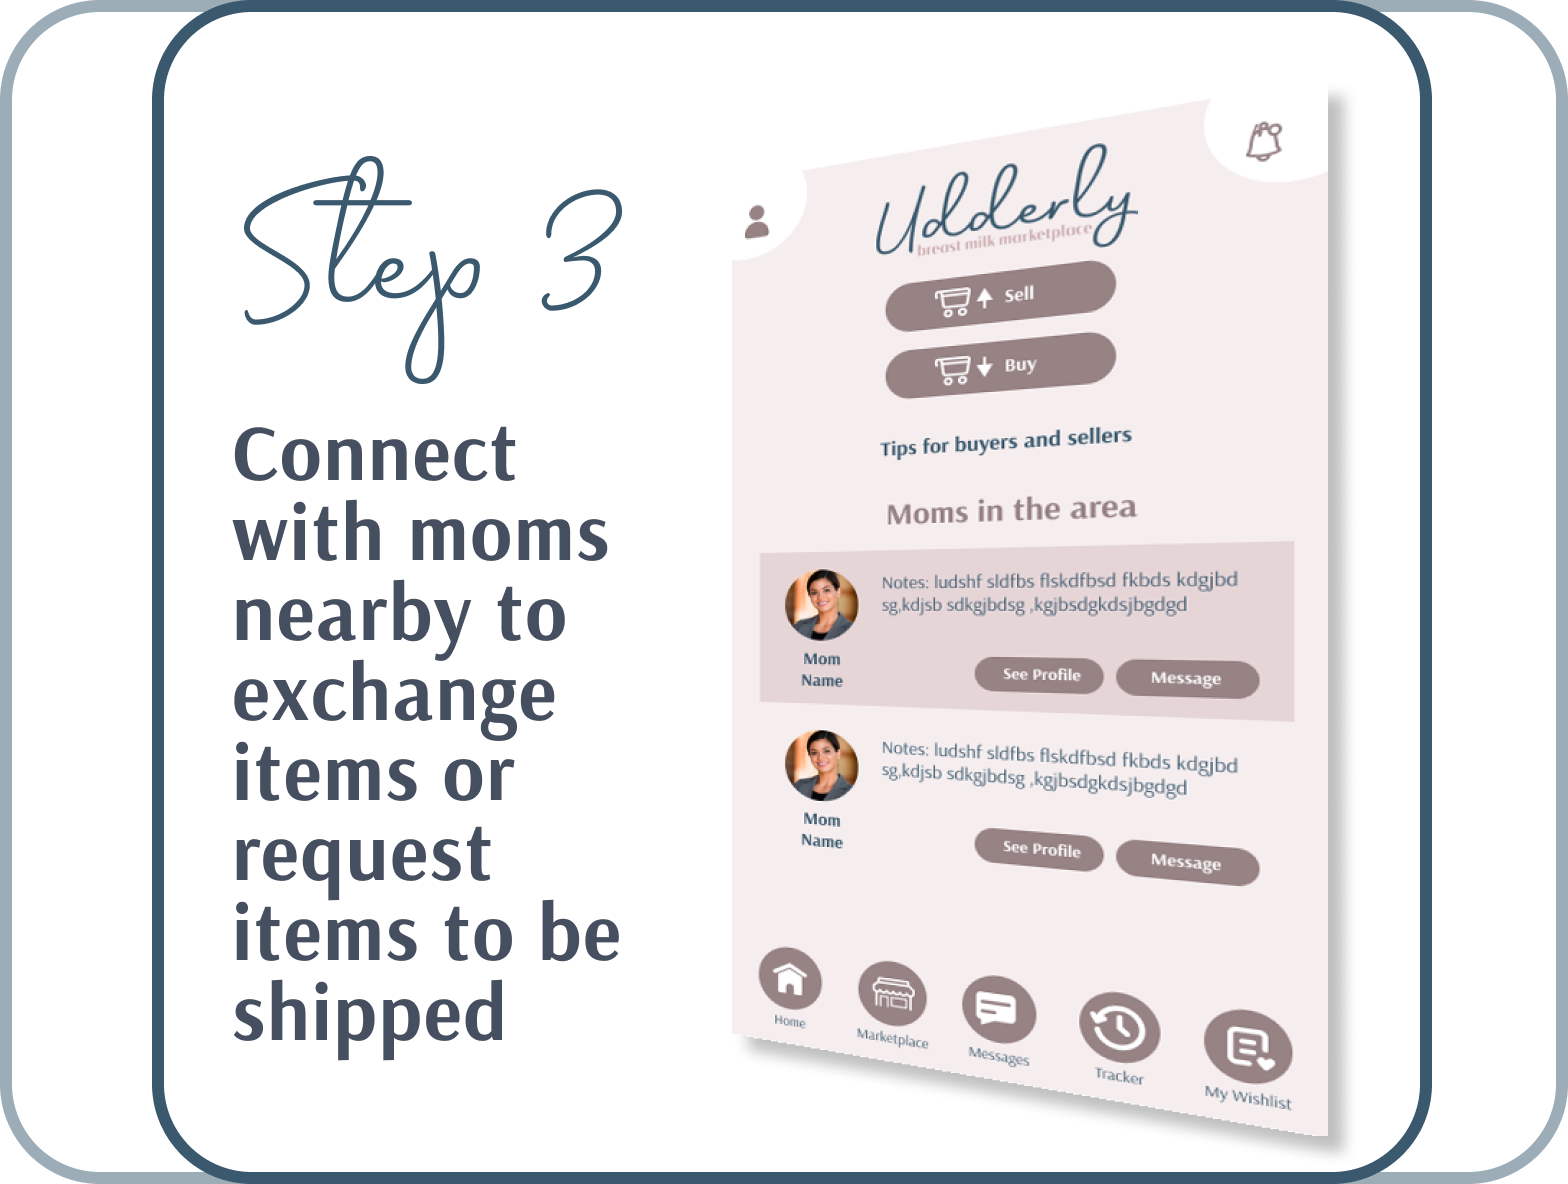 Step 3
Connect
with moms
nearby to
exchange
items or
request
items to be
shipped
Udderly
breast milk marketplace
Sell
Buy
Tips for buyers and sellers
Moms in the area
Notes: ludshf sldfbs flskdfbsd fkbds kdgjbd
sg,kdjsb sdkgjbdsg ,kgjbsdgkdsjbgdgd
Mom
Name
See Profile
Message
Notes: ludshf sldfbs flskdfbsd fkbds kdgjbd
sg,kdjsb sdkgjbdsg ,kgjbsdgkdsjbgdgd
Mom
Name
See Profile
Message
Home
Marketplace
Messages
Tracker
My Wishlist